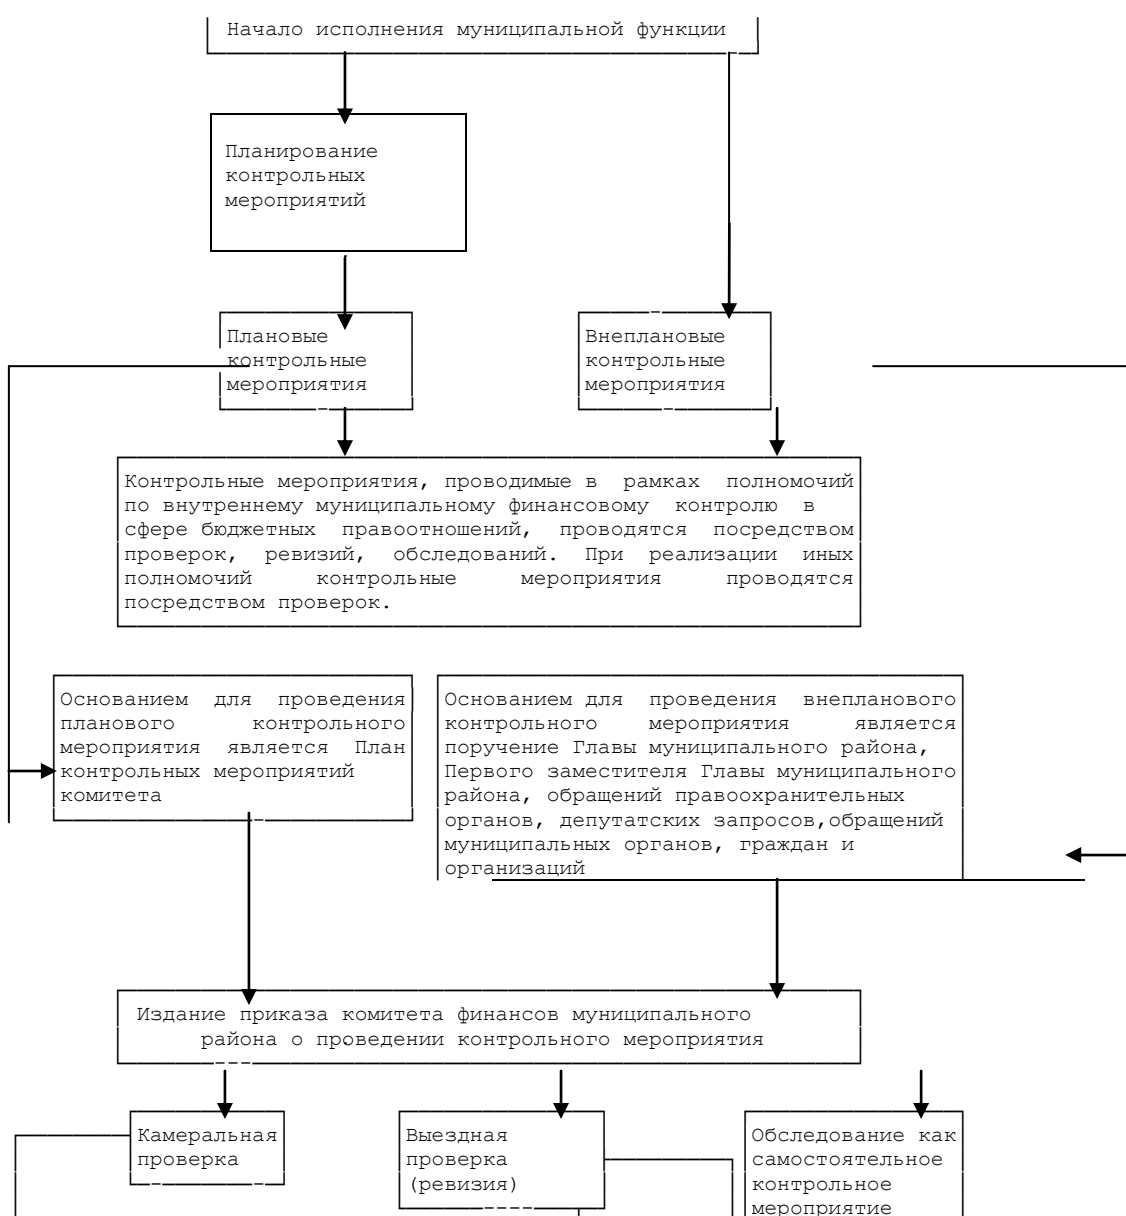 Начало исполнения муниципальной функции
Планирование
контрольных
мероприятий
Плановые
контрольные
мероприятия
Внеплановые
контрольные
мероприятия
Контрольные мероприятия, проводимые в рамках полномочий
по внутреннему муниципальному финансовому контролю в
сфере бюджетных правоотношений, проводятся посредством
проверок, ревизий, обследований. При реализации иных
полномочий контрольные мероприятия проводятся
посредством проверок.
Основанием для проведения
планового контрольного
мероприятия является План
контрольных мероприятий
комитета
Основанием для проведения внепланового
контрольного мероприятия является
поручение Главы муниципального района,
Первого заместителя Главы муниципального
района, обращений правоохранительных
органов, депутатских запросов,обращений
муниципальных органов, граждан и
организаций
Издание приказа комитета финансов муниципального
района о проведении контрольного мероприятия
Камеральная
проверка
Выездная
проверка
(ревизия)
Обследование как
самостоятельное
контрольное
мероприятие